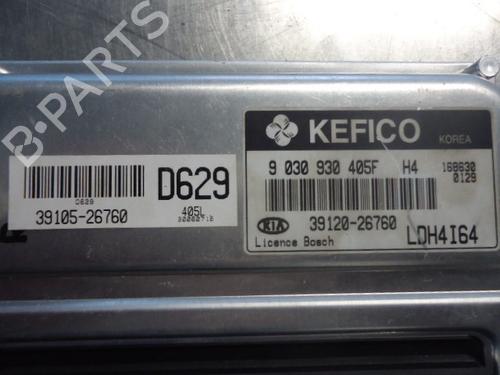 D629
D629
39105-26760
405L
KEFICO
KOREA
9 030 930 405F H4
168630
0129
KIA
39120-26760
Licence Bosch
LDH4I64
B-Parts